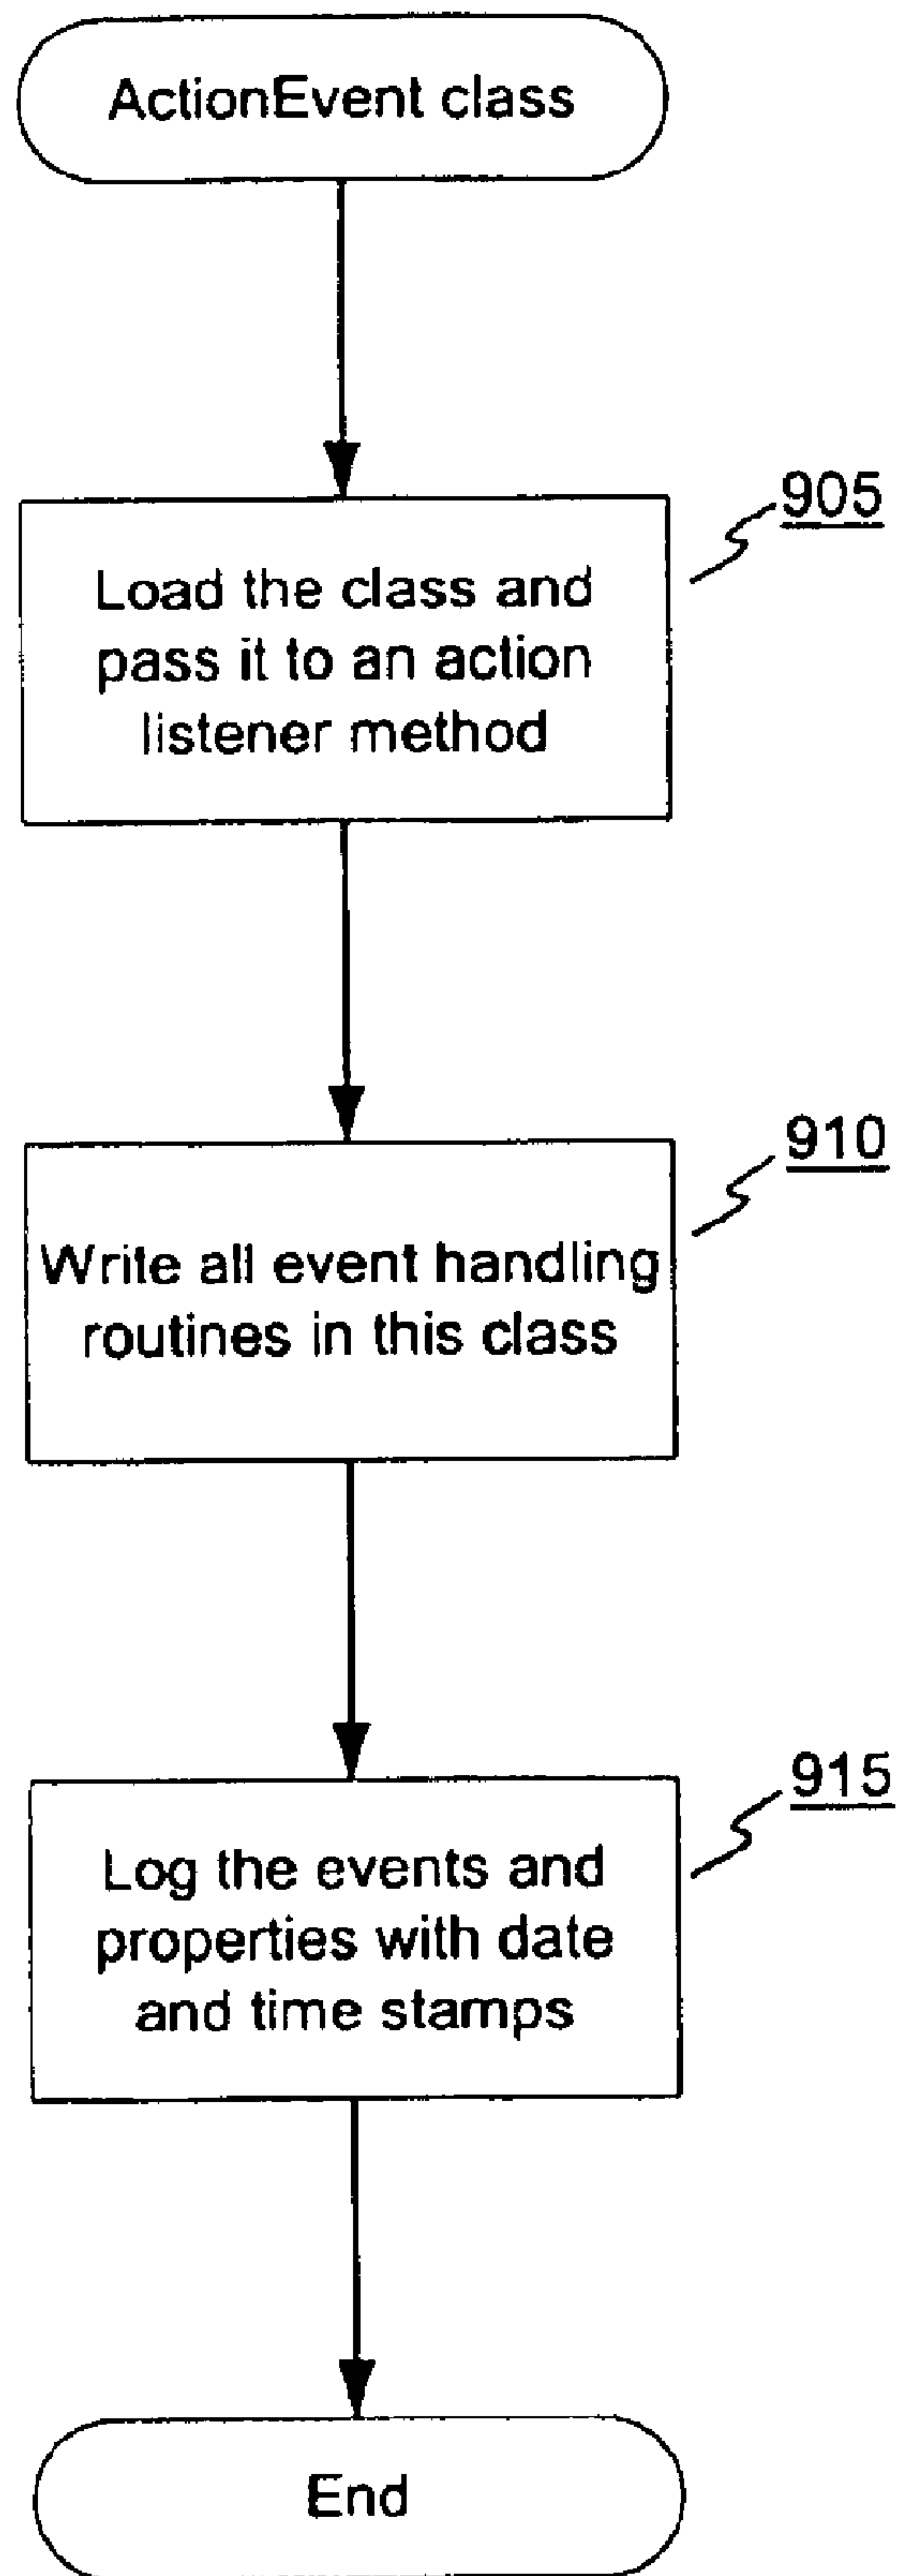 ActionEvent class
905
Load the class and
pass it to an action
listener method
910
Write all event handling
routines in this class
915
Log the events and
properties with date
and time stamps
End